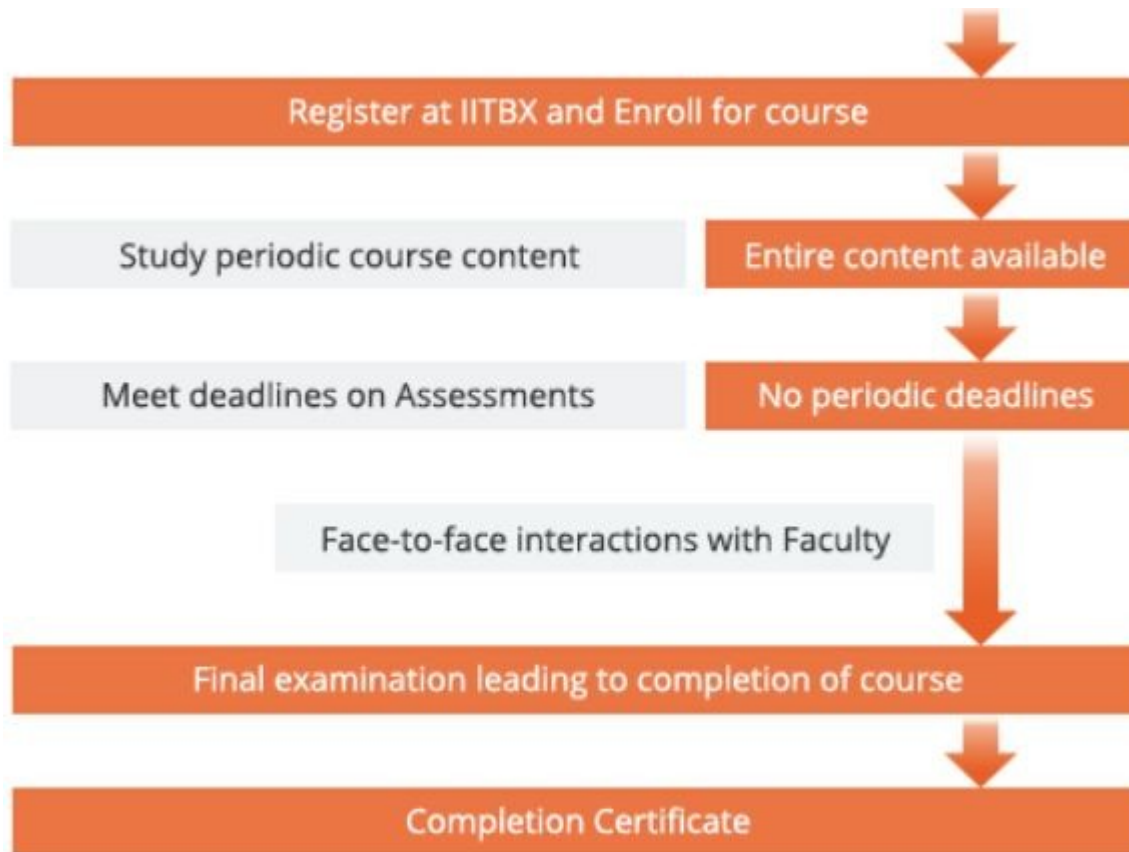 Register at IITBX and Enroll for course
Study periodic course content
Entire content available
Meet deadlines on Assessments
No periodic deadlines
Face-to-face interactions with Faculty
Final examination leading to completion of course
Completion Certificate